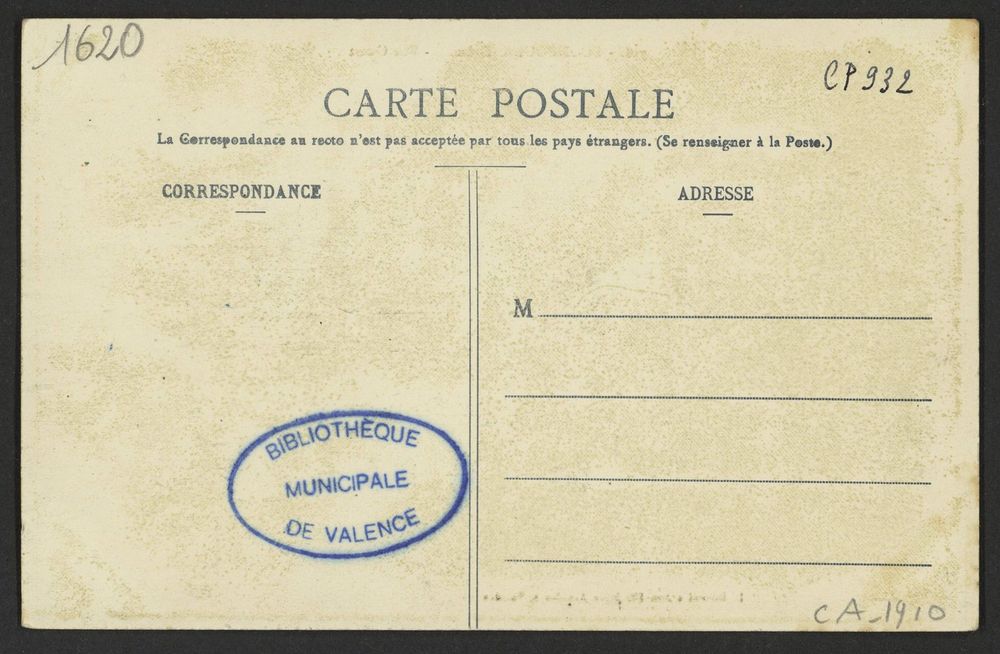 1620
CP 932
CARTE POSTALE
La Correspondance au recto n'est pas acceptée par tous les pays étrangers. (Se renseigner à la Poste.)
CORRESPONDANCE
ADRESSE
M
BIBLIOTHÈQUE
MUNICIPALE
DE VALENCE
CA-1910